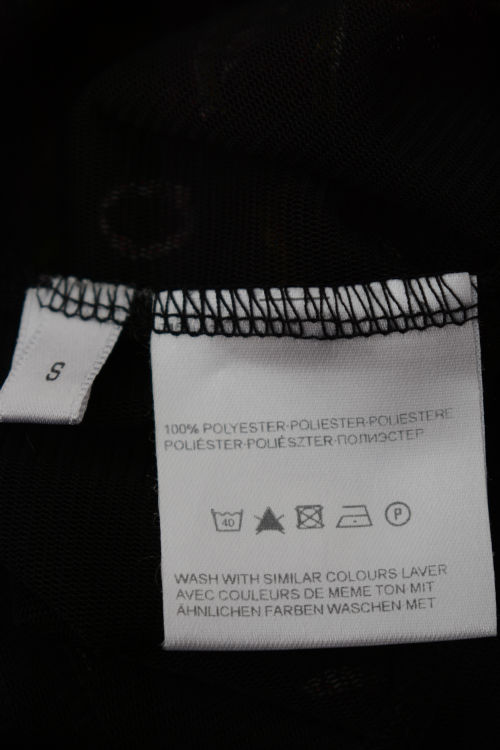 S
100% POLYESTER-POLIESTER-POLIESTERE
POLIÉSTER-POLIÉSZTER-ПОЛИЭСТЕР
40
P
WASH WITH SIMILAR COLOURS LAVER
AVEC COULEURS DE MEME TON MIT
ÄHNLICHEN FARBEN WASCHEN MET